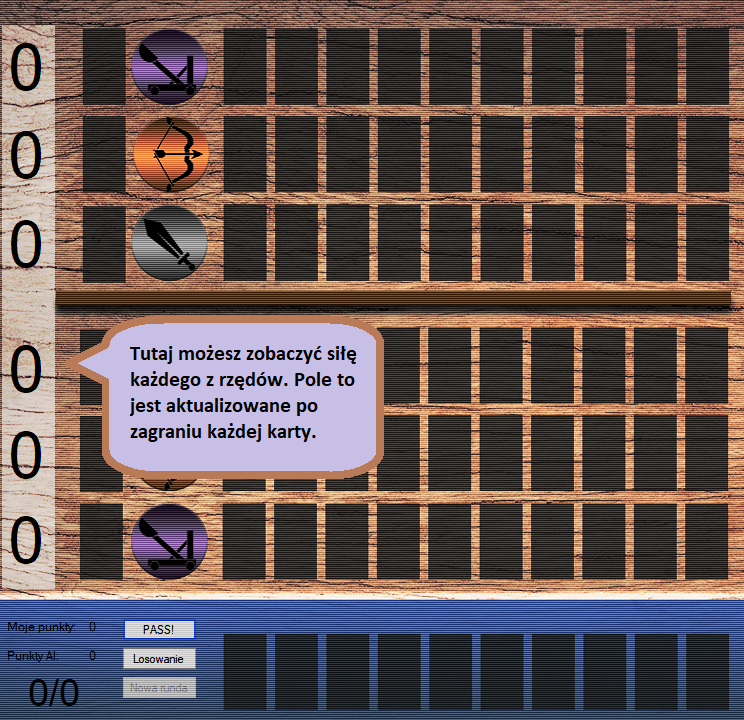 0
0
0
0
Tutaj możesz zobaczyć siłę
każdego z rzędów. Pole to
jest aktualizowane po
zagraniu każdej karty.
0
0
Moje punkty: 0
PASS!
Punkty AI: 0
Losowanie
0/0
Nowa runda